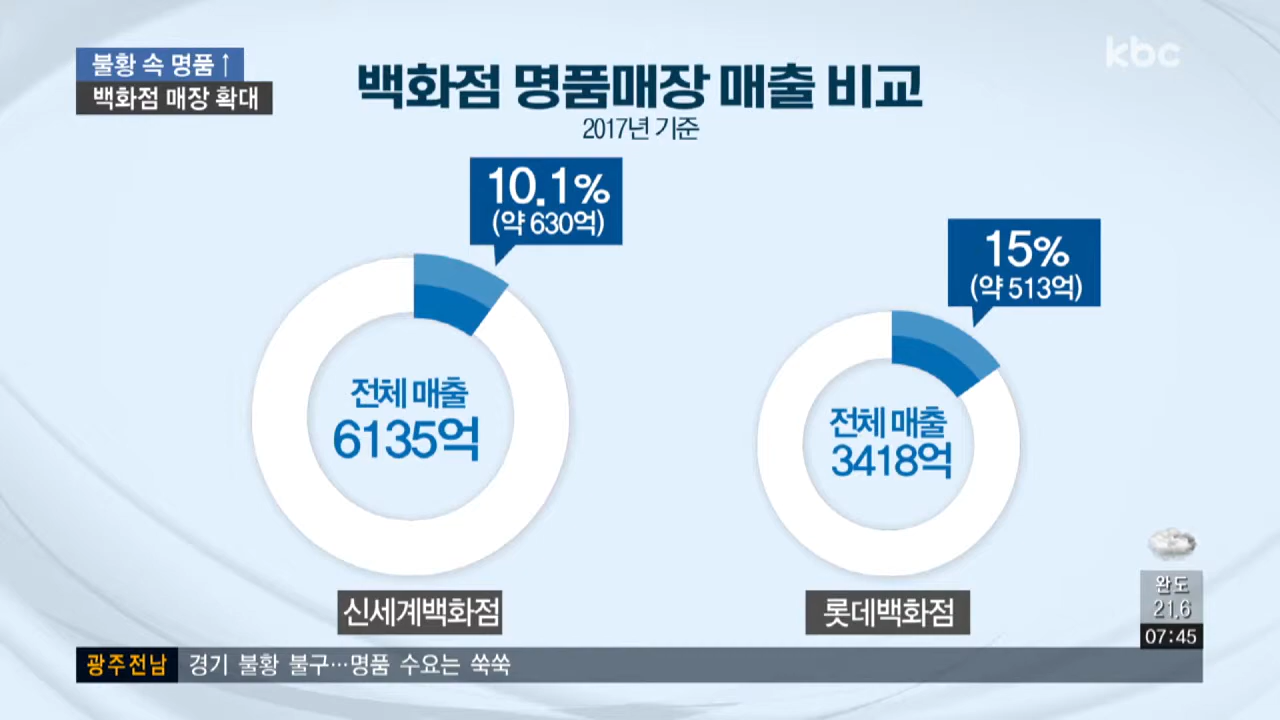 불황 속 명품↑
백화점 매장 확대
kbc
백화점 명품매장 매출 비교
2017년 기준
10.1%
(약 630억)
전체 매출
6135억
신세계백화점
15%
(약 513억)
전체 매출
3418억
롯데백화점
완도
21.6
07:45
광주전남 경기 불황 불구…명품 수요는 쑥쑥